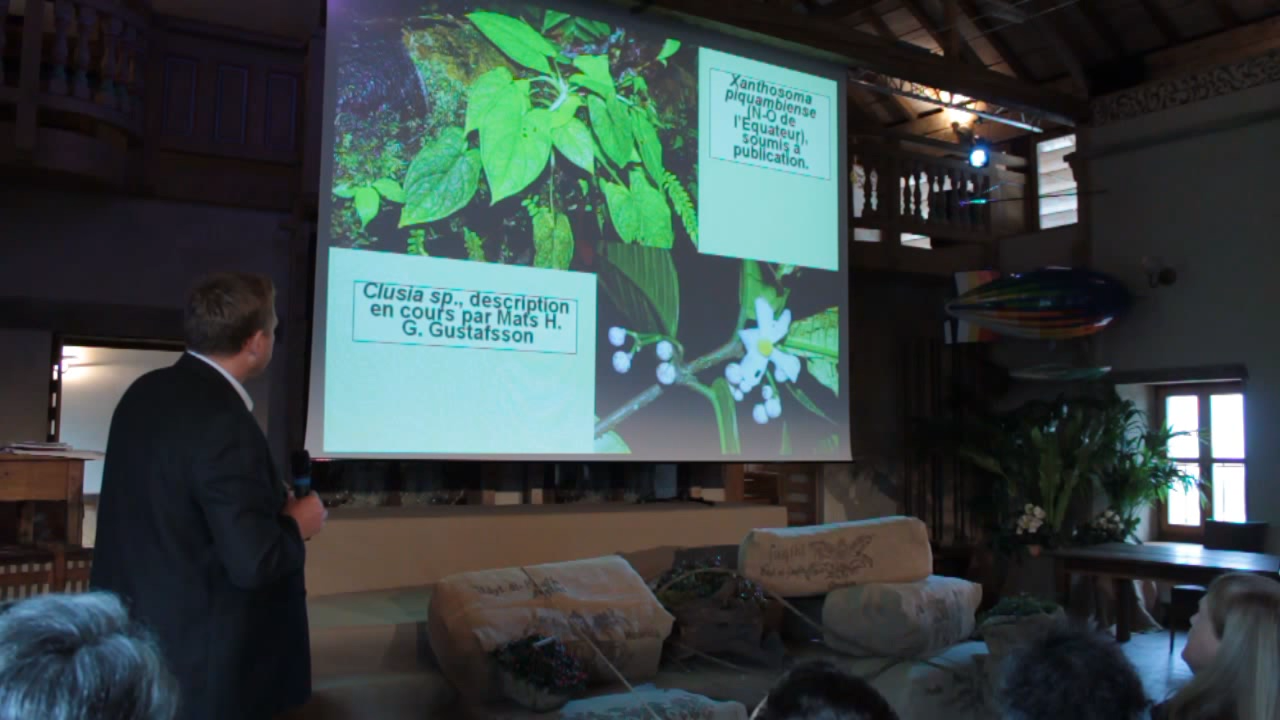 Xanthosoma
piquambiense
(N-O de
l'Equateur),
soumis à
publication.
Clusia sp., description
en cours par Mats H.
G. Gustafsson